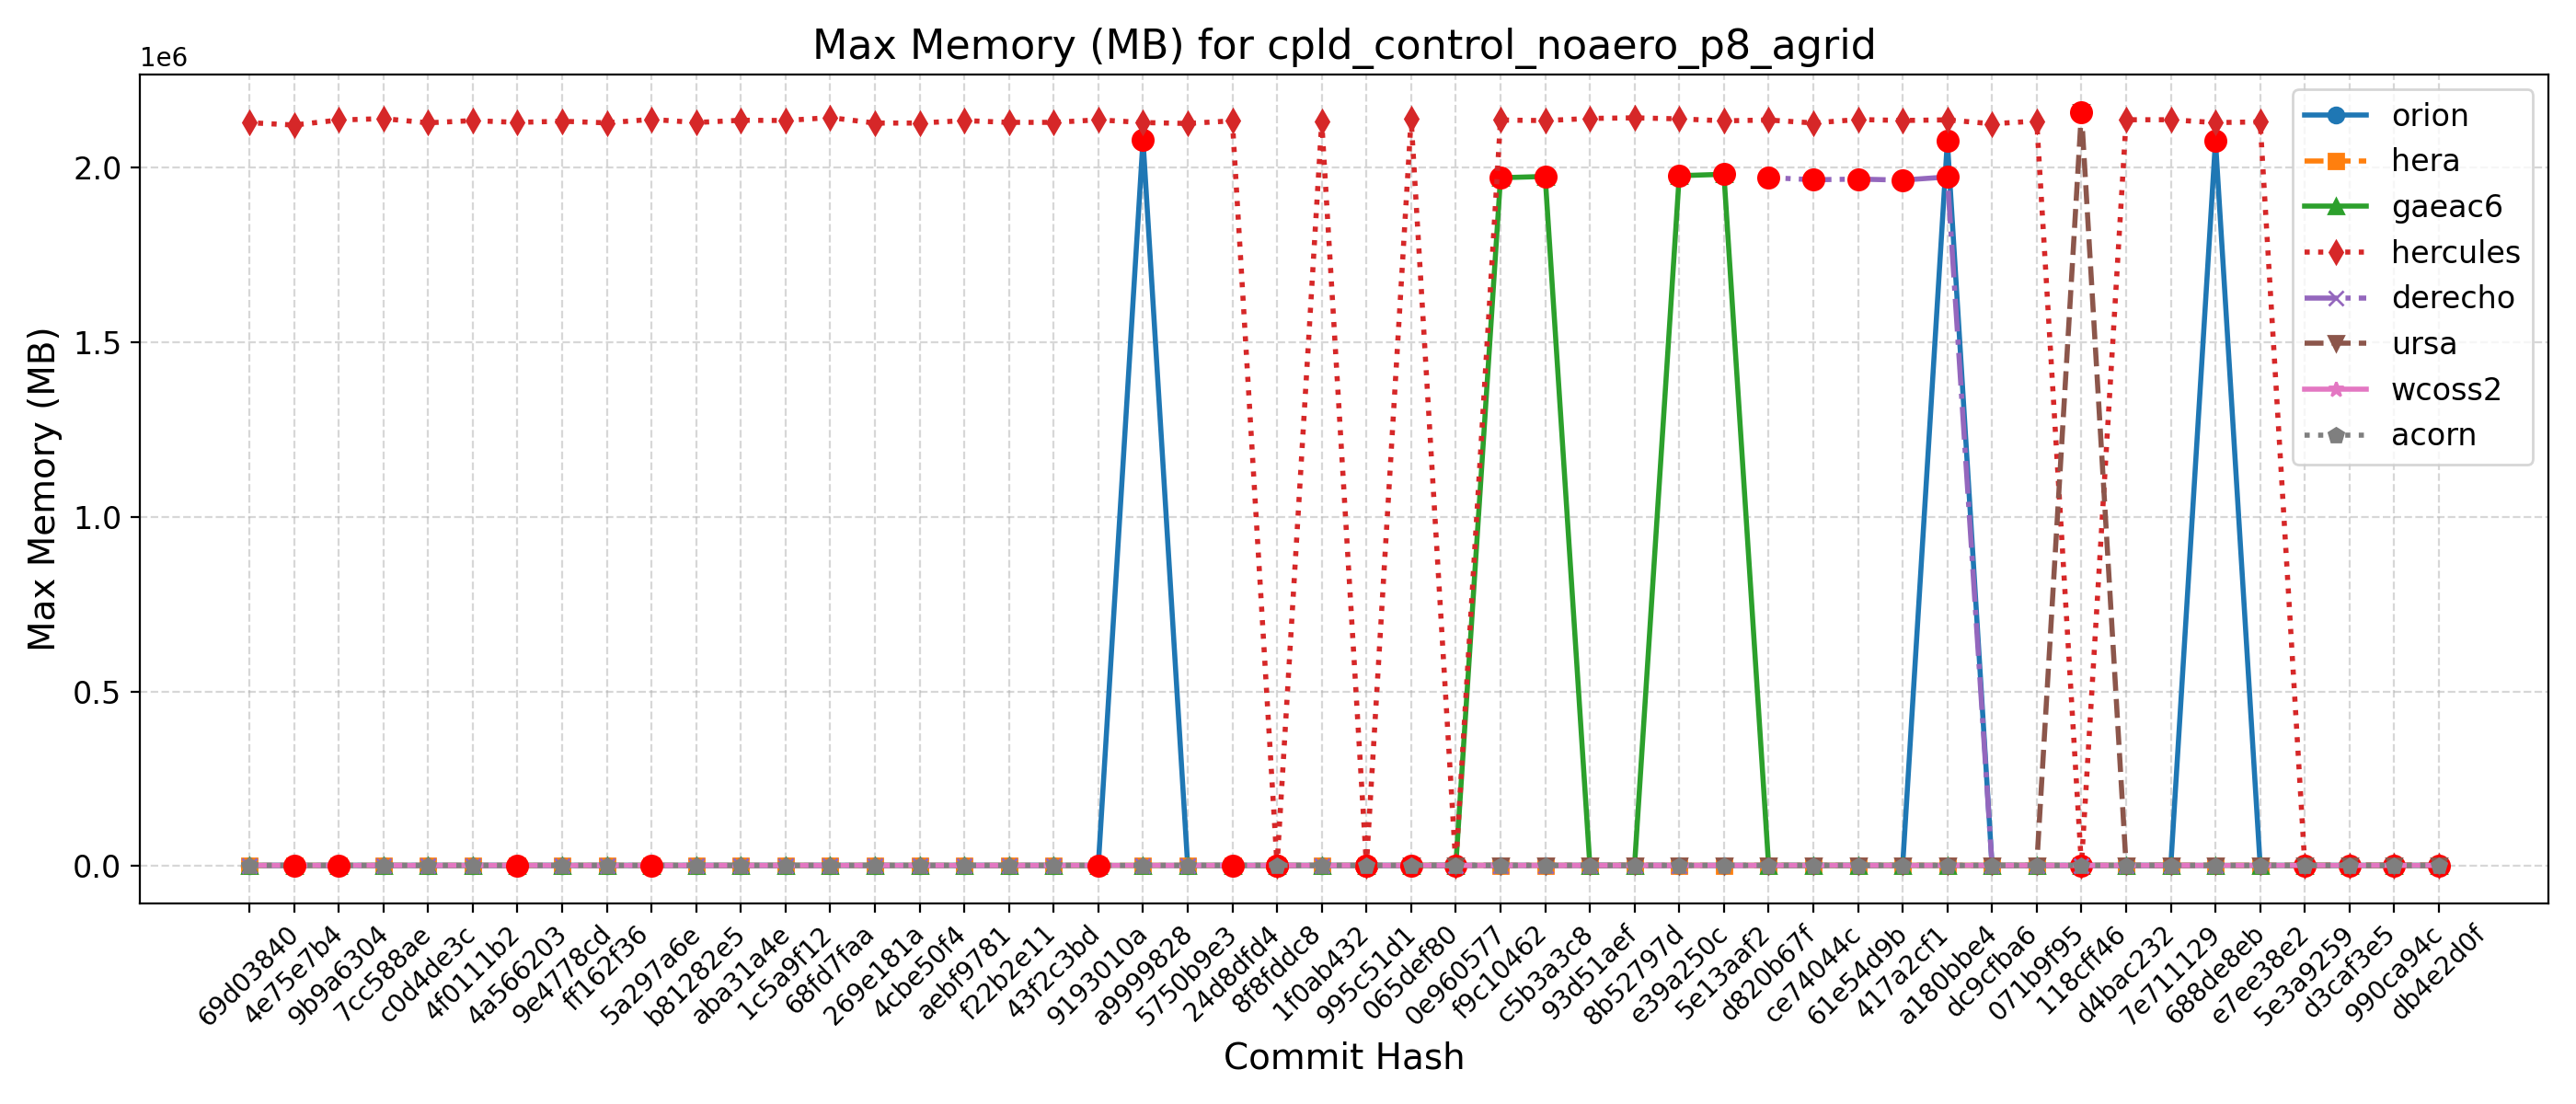 Max Memory (MB) for cpld_control_noaero_p8_agrid
1e6
2.0
1.5
1.0
0.5
0.0
Max Memory (MB)
orion
hera
gaeac6
hercules
derecho
ursa
wcoss2
acorn
69d03840
4e75e7b4
9b9a6304
7cc588ae
c0d4de3c
4f0111b2
4a566203
9e4778cd
ff162f36
5a297a6e
b81282e5
aba31a4e
1c5a9f12
68fd7faa
269e181a
4cbe50f4
aebf9781
f22b2e11
43f2c3bd
9193010a
a9999828
5750b9e3
24d8dfd4
8f8fddc8
1f0ab432
995c51d1
065def80
0e960577
f9c10462
c5b3a3c8
93d51aef
8b52797d
e39a250c
5e13aaf2
d820b67f
ce74044c
61e54d9b
417a2cf1
a180bbe4
dc9cfba6
071b9f95
118cff46
d4bac232
7e711129
688de8eb
e7ee38e2
5e3a9259
d3caf3e5
990ca94c
db4e2d0f
Commit Hash